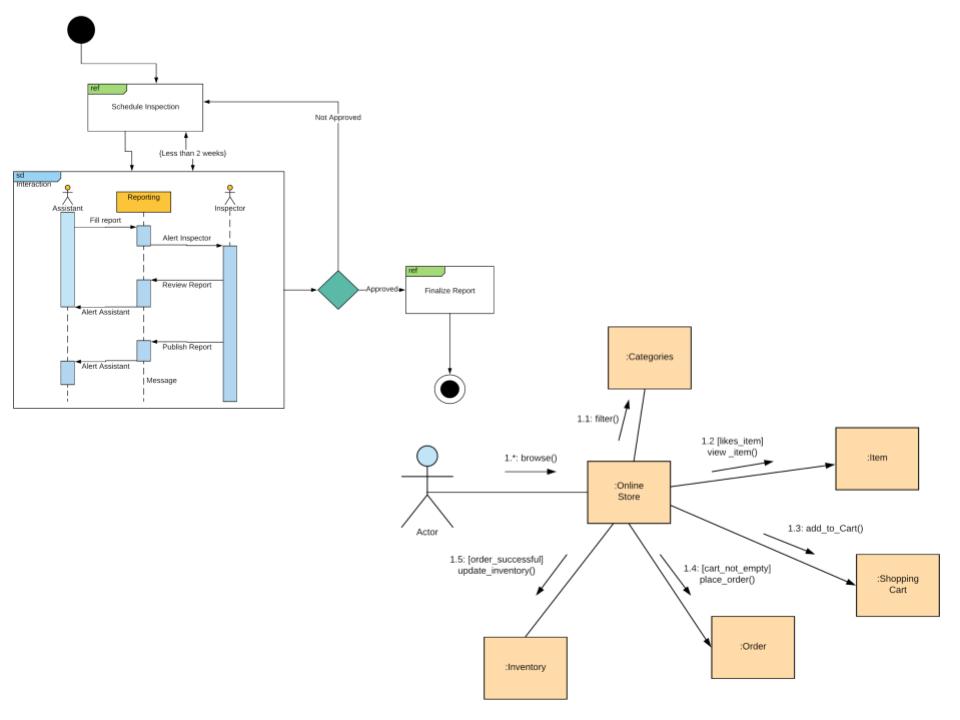 ref
Schedule Inspection
Not Approved
{Less than 2 weeks}
sd
Interaction
Assistant
Reporting
Inspector
Fill report
Alert Inspector
Review Report
Alert Assistant
Publish Report
Alert Assistant
Message
Approved
ref
Finalize Report
:Categories
1.1: filter()
1.*: browse()
Actor
:Online
Store
1.2 [likes_item]
view _item()
:Item
1.3: add_to_Cart()
:Shopping
Cart
1.4: [cart_not_empty]
place_order()
:Order
1.5: [order_successful]
update_inventory()
:Inventory